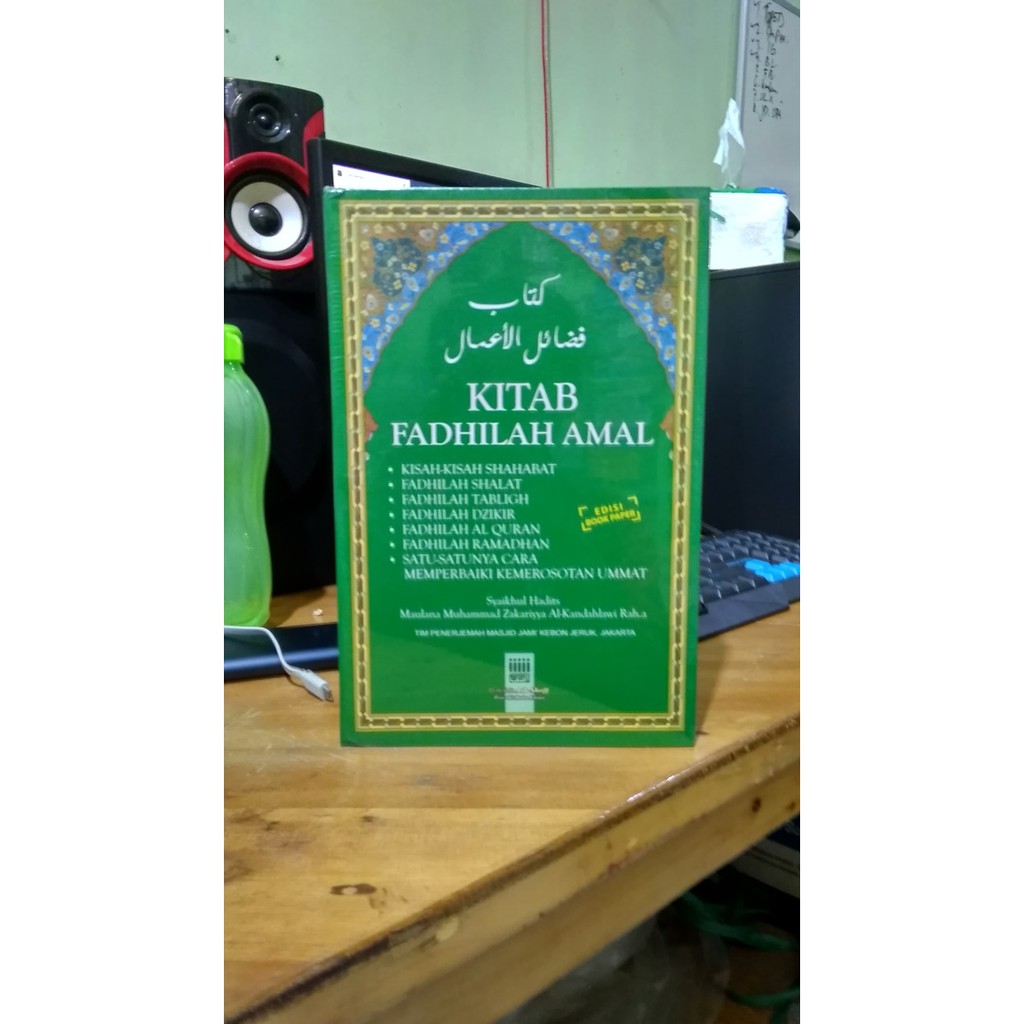 كتاب
فضائل الأعمال
KITAB
FADHILAH AMAL
• KISAH-KISAH SHAHABAT
• FADHILAH SHALAT
• FADHILAH TABLIGH
• FADHILAH DZIKIR
• FADHILAH AL QURAN
• FADHILAH RAMADHAN
• SATU-SATUNYA CARA
MEMPERBAIKI KEMEROSOTAN UMMAT
EDISI
BOOK PAPER
Syaikhul Hadits
Maulana Muhammad Zakariyya Al-Kandahlawi Rah.a
TIM PENERJEMAH MASJID JAMI' KEBON JERUK, JAKARTA